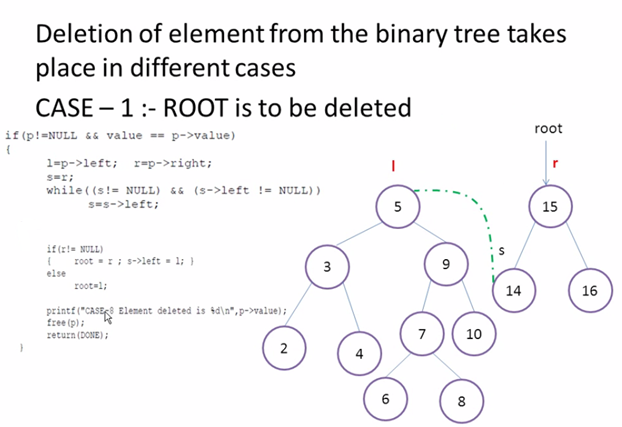 Deletion of element from the binary tree takes
place in different cases
CASE – 1 :- ROOT is to be deleted
if(p!=NULL && value == p->value)
{
l=p->left; r=p->right;
s=r;
while((s!= NULL) && (s->left != NULL))
s=s->left;
if(r!= NULL)
{ root = r ; s->left = l; }
else
root=l;
printf("CASE-8 Element deleted is %d\n",p->value);
free(p);
return(DONE);
}
root
l
r
5
15
s
3
9
14
16
2
4
7
10
6
8